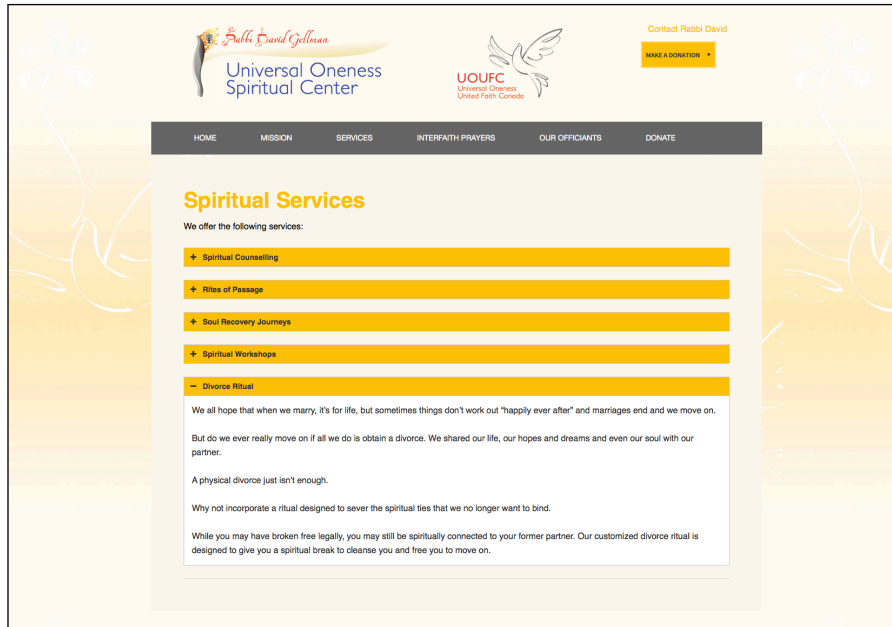 Rabbi David Gellman
Universal Oneness
Spiritual Center
UOUFC
Universal Oneness
United Faith Canada
Contact Rabbi David
MAKE A DONATION
HOME MISSION SERVICES INTERFAITH PRAYERS OUR OFFICIANTS DONATE
Spiritual Services
We offer the following services:
+ Spiritual Counselling
+ Rites of Passage
+ Soul Recovery Journeys
+ Spiritual Workshops
− Divorce Ritual
We all hope that when we marry, it's for life, but sometimes things don't work out “happily ever after” and marriages end and we move on.
But do we ever really move on if all we do is obtain a divorce. We shared our life, our hopes and dreams and even our soul with our
partner.
A physical divorce just isn't enough.
Why not incorporate a ritual designed to sever the spiritual ties that we no longer want to bind.
While you may have broken free legally, you may still be spiritually connected to your former partner. Our customized divorce ritual is
designed to give you a spiritual break to cleanse you and free you to move on.